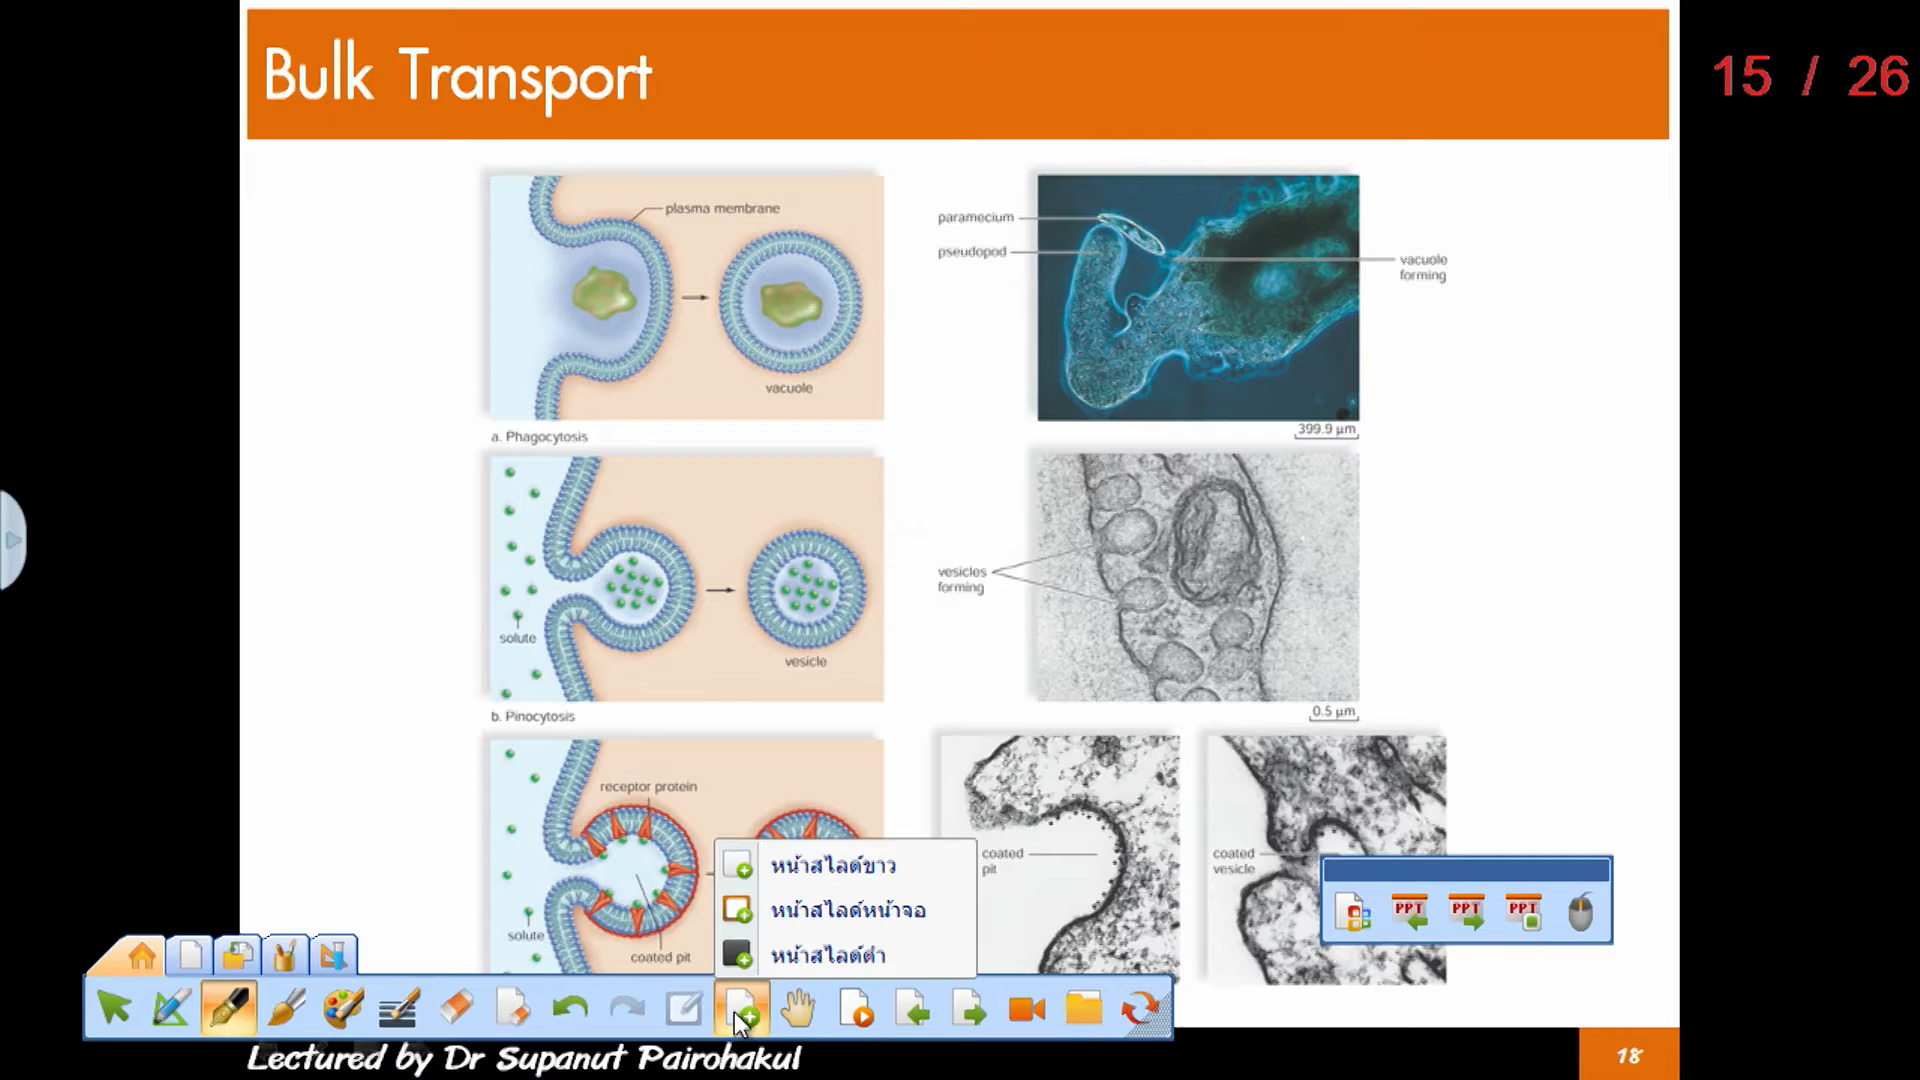 Bulk Transport
15 / 26
plasma membrane
vacuole
a. Phagocytosis
paramecium
pseudopod
vacuole
forming
399.9 µm
solute
vesicle
b. Pinocytosis
vesicles
forming
0.5 µm
receptor protein
solute
coated pit
coated
pit
coated
vesicle
หน้าสไลด์ขาว
หน้าสไลด์หน้าจอ
หน้าสไลด์ดำ
PPT
PPT
PPT
Lectured by Dr Supanut Pairohakul
18